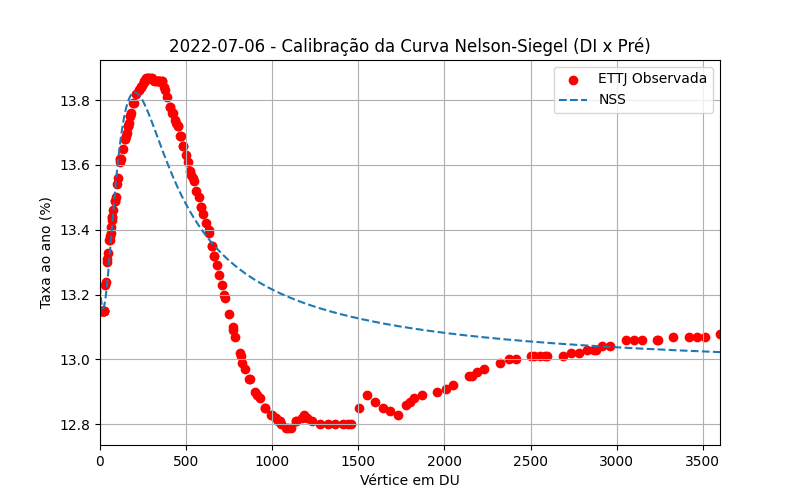 2022-07-06 - Calibração da Curva Nelson-Siegel (DI x Pré)
ETTJ Observada
NSS
Taxa ao ano (%)
13.8
13.6
13.4
13.2
13.0
12.8
0 500 1000 1500 2000 2500 3000 3500
Vértice em DU